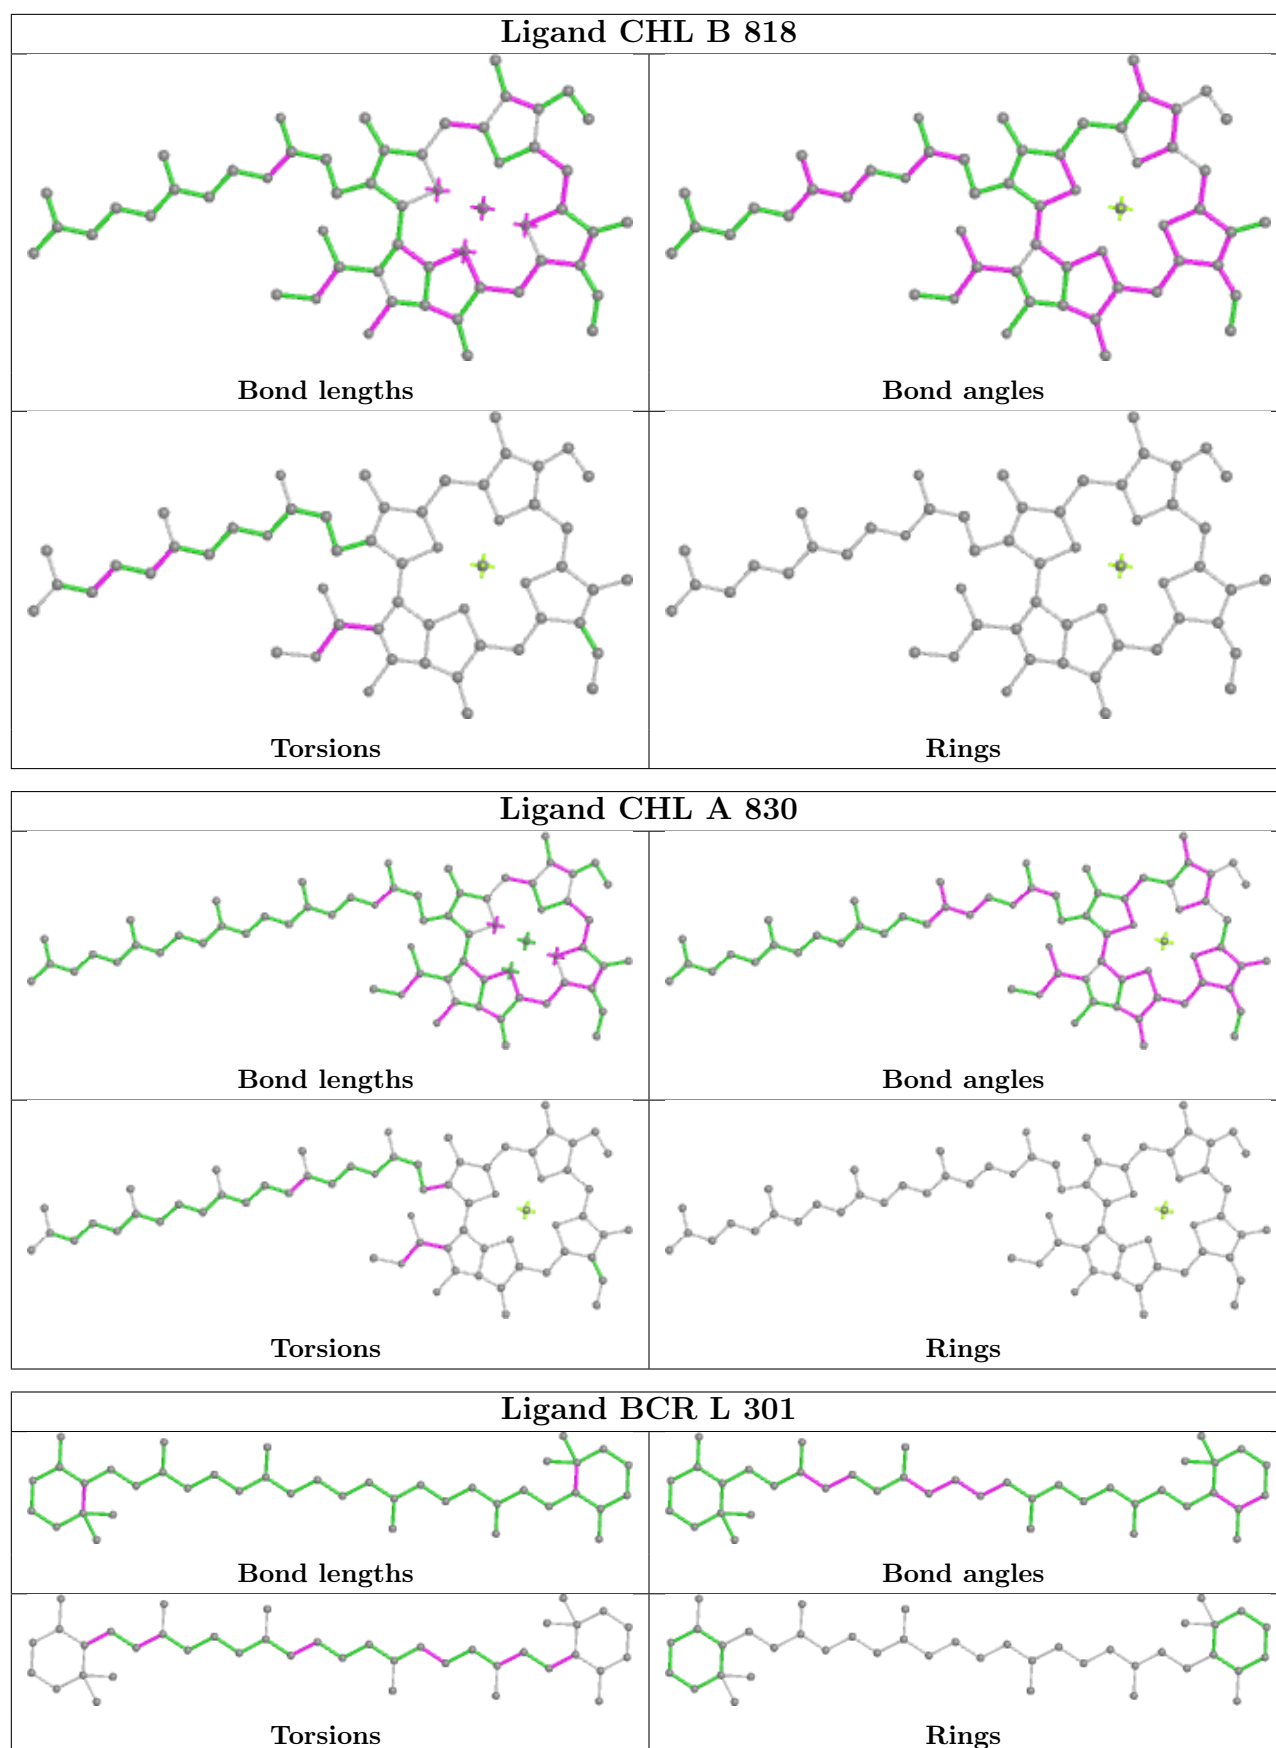 Ligand CHL B 818
Bond lengths
Bond angles
Torsions
Rings
Ligand CHL A 830
Bond lengths
Bond angles
Torsions
Rings
Ligand BCR L 301
Bond lengths
Bond angles
Torsions
Rings